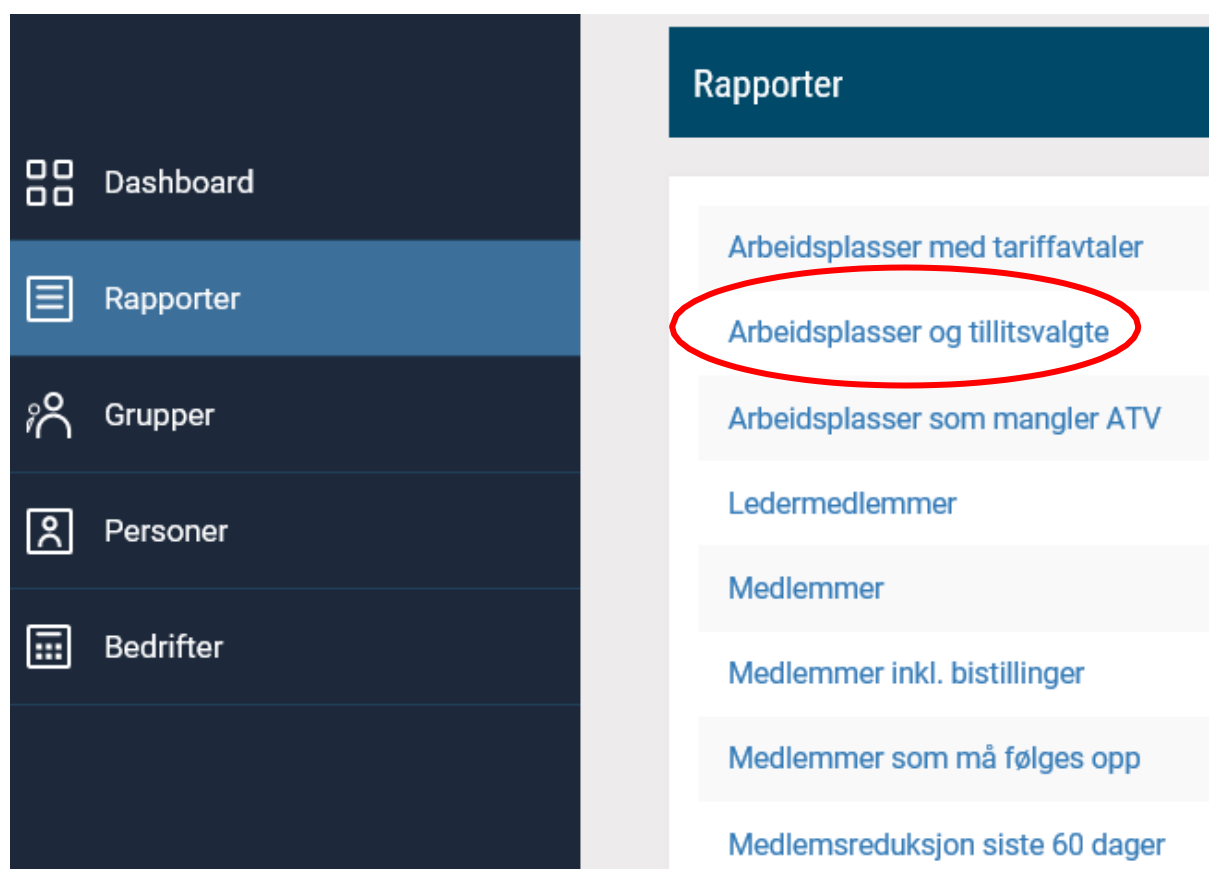 Dashboard
Rapporter
Grupper
Personer
Bedrifter
Rapporter
Arbeidsplasser med tariffavtaler
Arbeidsplasser og tillitsvalgte
Arbeidsplasser som mangler ATV
Ledermedlemmer
Medlemmer
Medlemmer inkl. bistillinger
Medlemmer som må følges opp
Medlemsreduksjon siste 60 dager